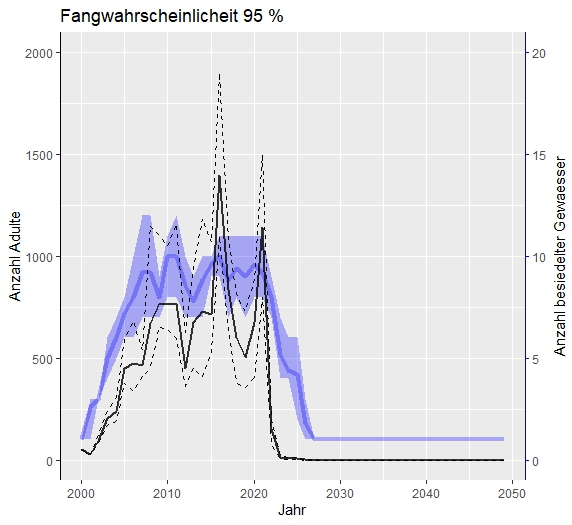 Fangwahrscheinlicheit 95 %
2000
1500
1000
500
0
Anzahl Adulte
20
15
10
5
0
Anzahl besiedelter Gewaesser
2000 2010 2020 2030 2040 2050
Jahr